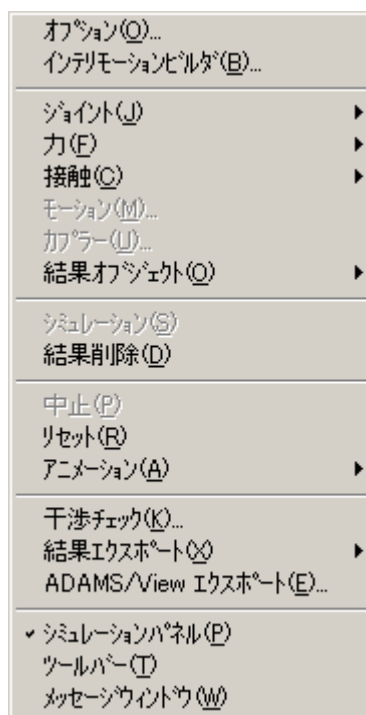 オプション(O)...
インテリモーションビルダ(B)...
ジョイント(J)
力(F)
接触(C)
モーション(M)...
カプラー(U)...
結果オブジェクト(O)
シミュレーション(S)
結果削除(D)
中止(P)
リセット(R)
アニメーション(A)
干渉チェック(K)...
結果エクスポート(X)
ADAMS/View エクスポート(E)...
シミュレーションパネル(P)
ツールバー(T)
メッセージウィンドウ(W)